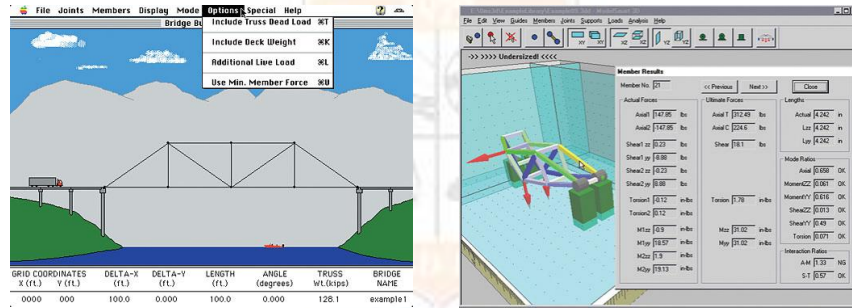 File Joints Members Display Mode Options Special Help
Bridge Bu
Include Truss Dead Load ⌘T
Include Deck Weight ⌘K
Additional Live Load ⌘L
Use Min. Member Force ⌘U
GRID COORDINATES DELTA-X DELTA-Y LENGTH ANGLE TRUSS BRIDGE
X (ft.) Y (ft.) (ft.) (ft.) (ft.) (degrees) Wt.(kips) NAME
0000 000 100.0 0.000 100.0 0.000 128.1 example1
File Edit View Guides Members Joints Supports Loads Analysis Help
XY XY XZ XZ YZ YZ
->> >>>> Undersized! <<<<
Member Results
Member No. 21 << Previous Next >> Close
Actual Forces Ultimate Forces Lengths
Axial1 147.85 lbs Axial T 312.49 lbs Actual 4.242 in
Axial2 -147.85 lbs Axial C 224.6 lbs Lzz 4.242 in
Shear1 zz 0.23 lbs Shear 18.1 lbs Lyy 4.242 in
Shear1 yy -8.88 lbs
Shear2 zz -0.23 lbs Mode Ratios
Shear2 yy 8.88 lbs Axial 0.658 OK
Torsion1 -0.12 in-lbs Torsion 1.78 in-lbs MomentZZ 0.061 OK
Torsion2 0.12 in-lbs MomentYY 0.616 OK
M1zz -0.9 in-lbs Mzz 31.02 in-lbs ShearZZ 0.013 OK
M1yy 18.57 in-lbs Myy 31.02 in-lbs ShearYY 0.49 OK
M2zz 1.9 in-lbs Torsion 0.071 OK
M2yy 19.13 in-lbs Interaction Ratios
A-M 1.33 NG
S-T 0.57 OK